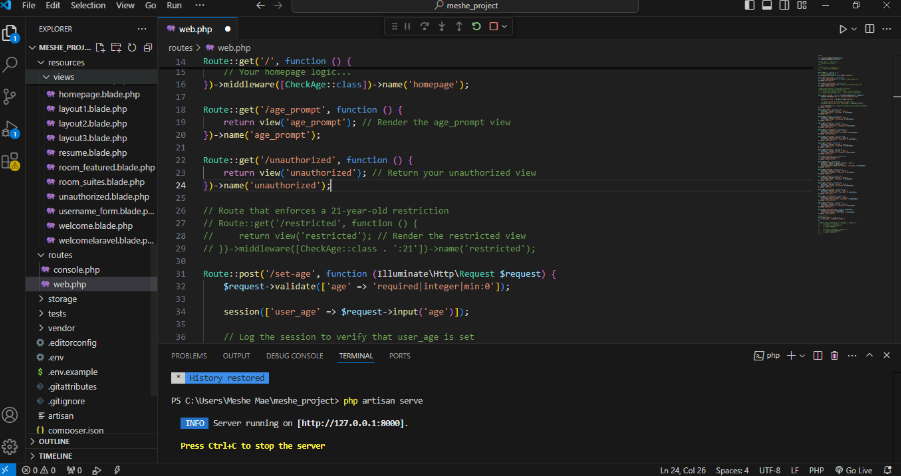 File Edit Selection View Go Run ...
meshe_project
EXPLORER
MESHE_PROJ...
resources
views
homepage.blade.php
layout1.blade.php
layout2.blade.php
layout3.blade.php
resume.blade.php
room_featured.blade.php
room_suites.blade.php
unauthorized.blade.php
username_form.blade.p...
welcome.blade.php
welcomelaravel.blade.p...
routes
console.php
web.php
storage
tests
vendor
.editorconfig
.env
.env.example
.gitattributes
.gitignore
artisan
composer.json
OUTLINE
TIMELINE
web.php
routes > web.php
14 Route::get('/', function () {
15 // Your homepage logic...
16 })->middleware([CheckAge::class])->name('homepage');
17
18 Route::get('/age_prompt', function () {
19 return view('age_prompt'); // Render the age_prompt view
20 })->name('age_prompt');
21
22 Route::get('/unauthorized', function () {
23 return view('unauthorized'); // Return your unauthorized view
24 })->name('unauthorized');
25
26 // Route that enforces a 21-year-old restriction
27 // Route::get('/restricted', function () {
28 //     return view('restricted'); // Render the restricted view
29 // })->middleware([CheckAge::class . ':21'])->name('restricted');
30
31 Route::post('/set-age', function (Illuminate\Http\Request $request) {
32 $request->validate(['age' => 'required|integer|min:0']);
33
34 session(['user_age' => $request->input('age')]);
35
36 // Log the session to verify that user_age is set
PROBLEMS OUTPUT DEBUG CONSOLE TERMINAL PORTS
php
* History restored
PS C:\Users\Meshe Mae\meshe_project> php artisan serve
INFO Server running on [http://127.0.0.1:8000].
Press Ctrl+C to stop the server
0 0 0 Ln 24, Col 26 Spaces: 4 UTF-8 LF PHP Go Live